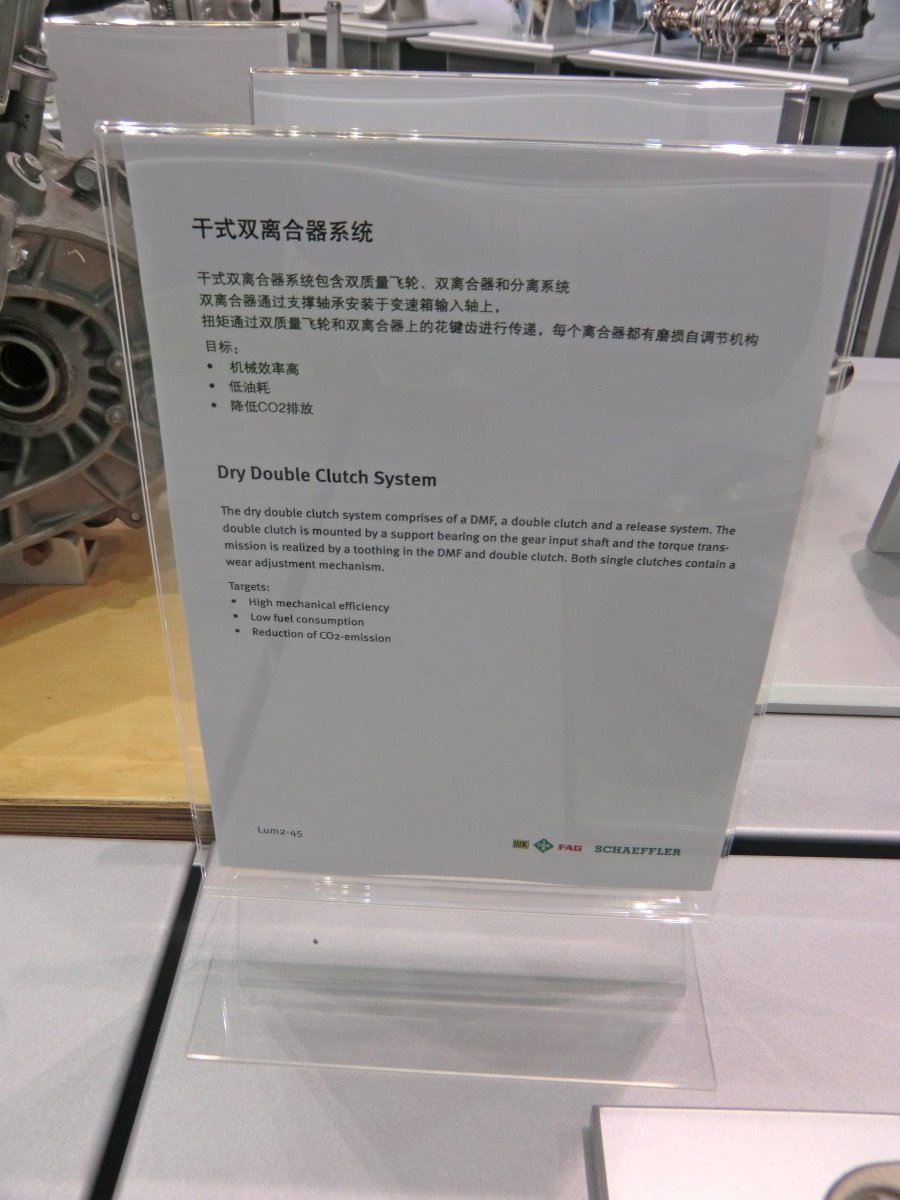 干式双离合器系统
干式双离合器系统包含双质量飞轮、双离合器和分离系统
双离合器通过支撑轴承安装于变速箱输入轴上，
扭矩通过双质量飞轮和双离合器上的花键齿进行传递，每个离合器都有磨损自调节机构
目标：
• 机械效率高
• 低油耗
• 降低CO2排放
Dry Double Clutch System
The dry double clutch system comprises of a DMF, a double clutch and a release system. The
double clutch is mounted by a support bearing on the gear input shaft and the torque trans-
mission is realized by a toothing in the DMF and double clutch. Both single clutches contain a
wear adjustment mechanism.
Targets:
• High mechanical efficiency
• Low fuel consumption
• Reduction of CO2-emission
Lum2-45
LuK INA FAG SCHAEFFLER